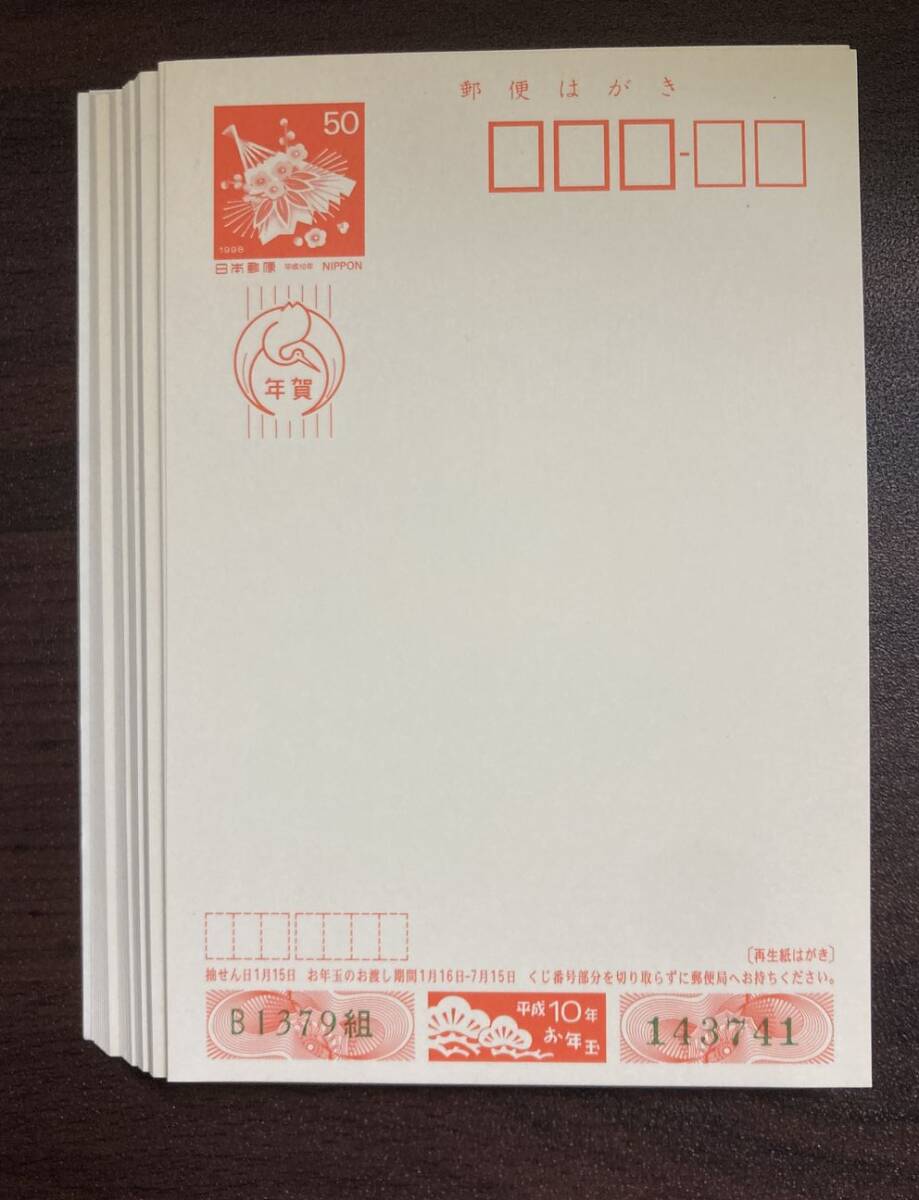 郵便はがき
50
1998
日本郵便 平成10年 NIPPON
年賀
〔再生紙はがき〕
抽せん日1月15日 お年玉のお渡し期間1月16日-7月15日 くじ番号部分を切り取らずに郵便局へお持ちください。
B1379組
平成10年
お年玉
143741